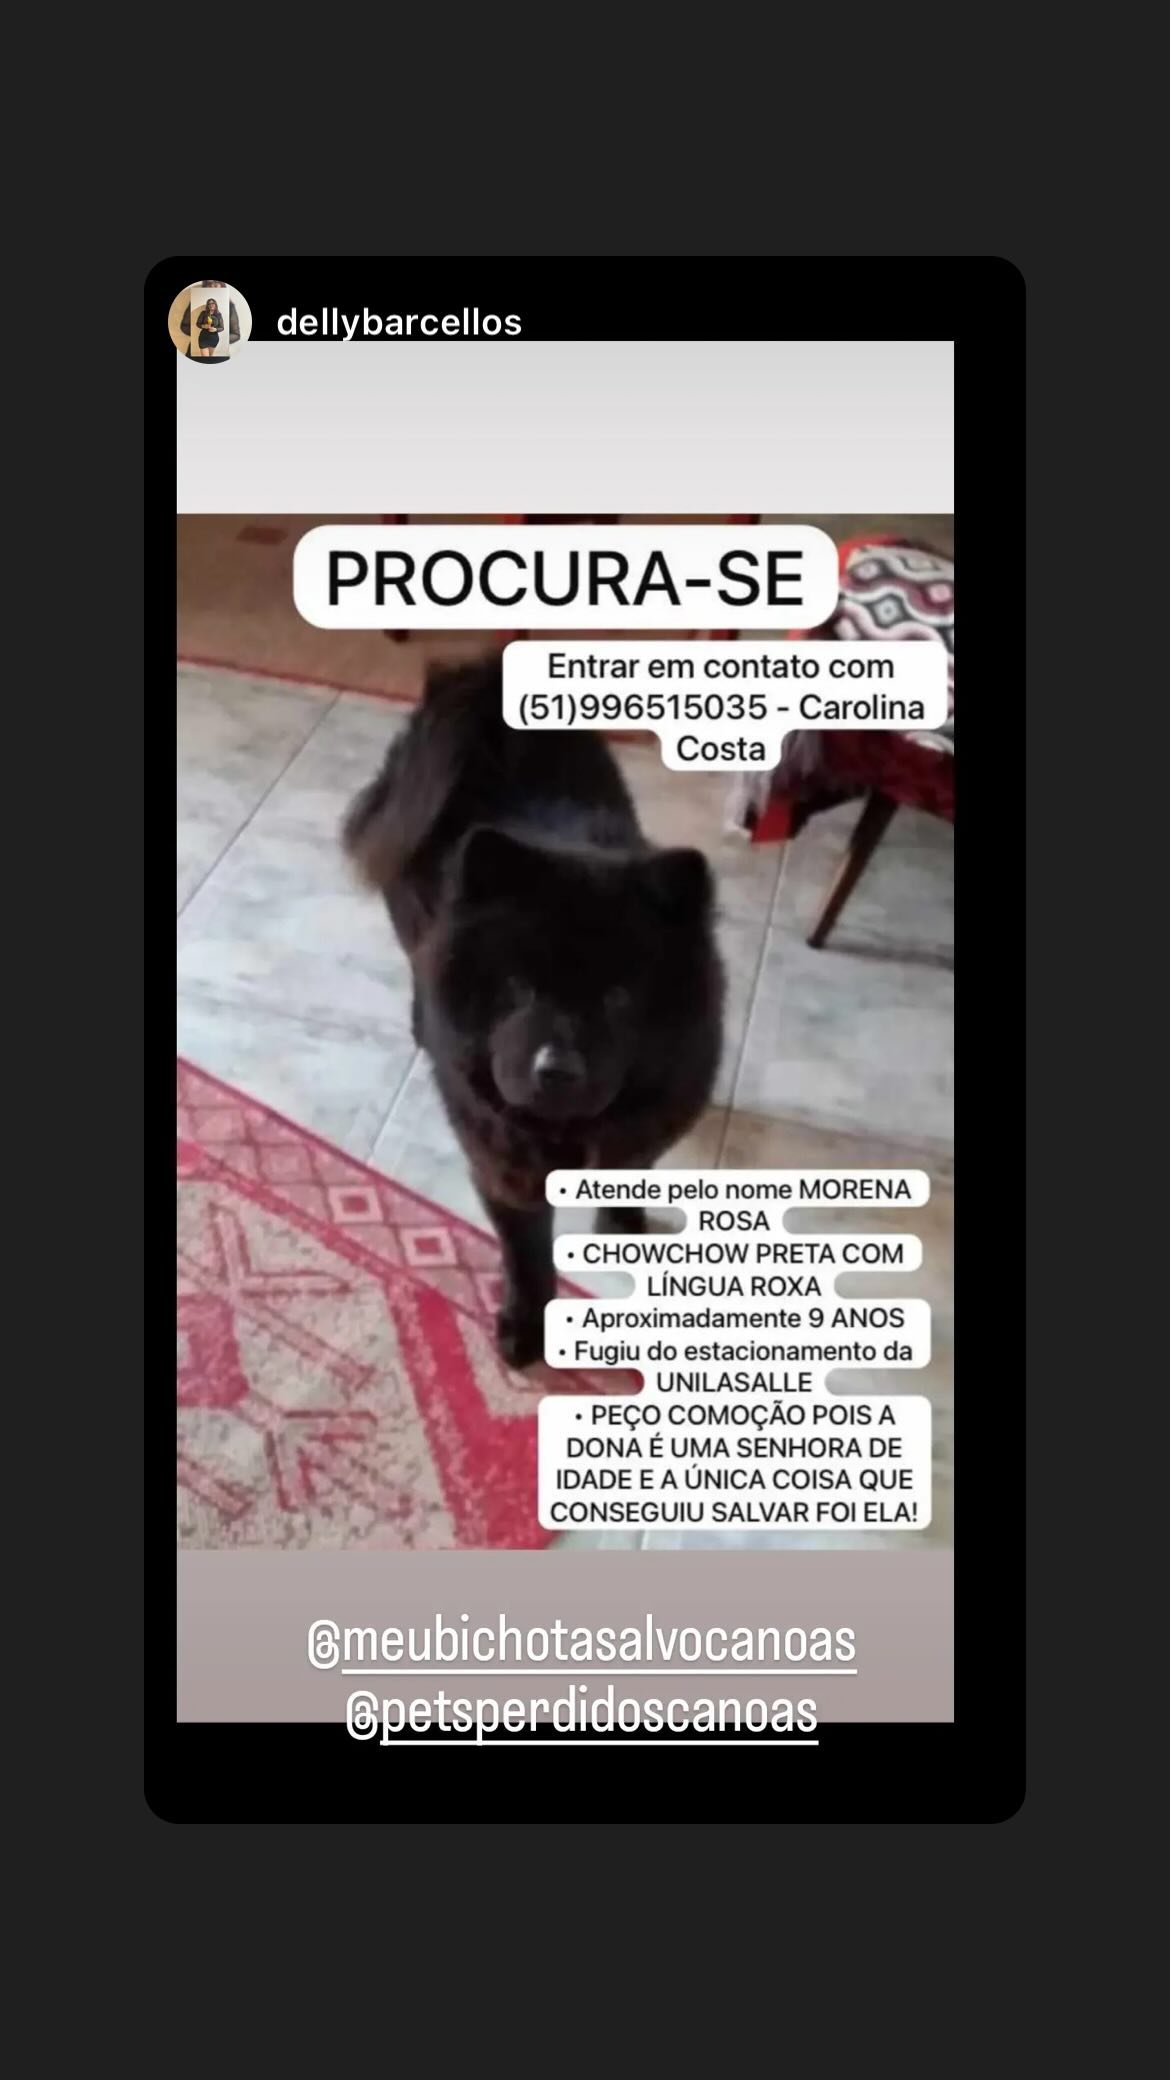 dellybarcellos
PROCURA-SE
Entrar em contato com
(51)996515035 - Carolina
Costa
• Atende pelo nome MORENA
ROSA
• CHOWCHOW PRETA COM
LÍNGUA ROXA
• Aproximadamente 9 ANOS
• Fugiu do estacionamento da
UNILASALLE
• PEÇO COMOÇÃO POIS A
DONA É UMA SENHORA DE
IDADE E A ÚNICA COISA QUE
CONSEGUIU SALVAR FOI ELA!
@meubichotasalvocanoas
@petsperdidoscanoas